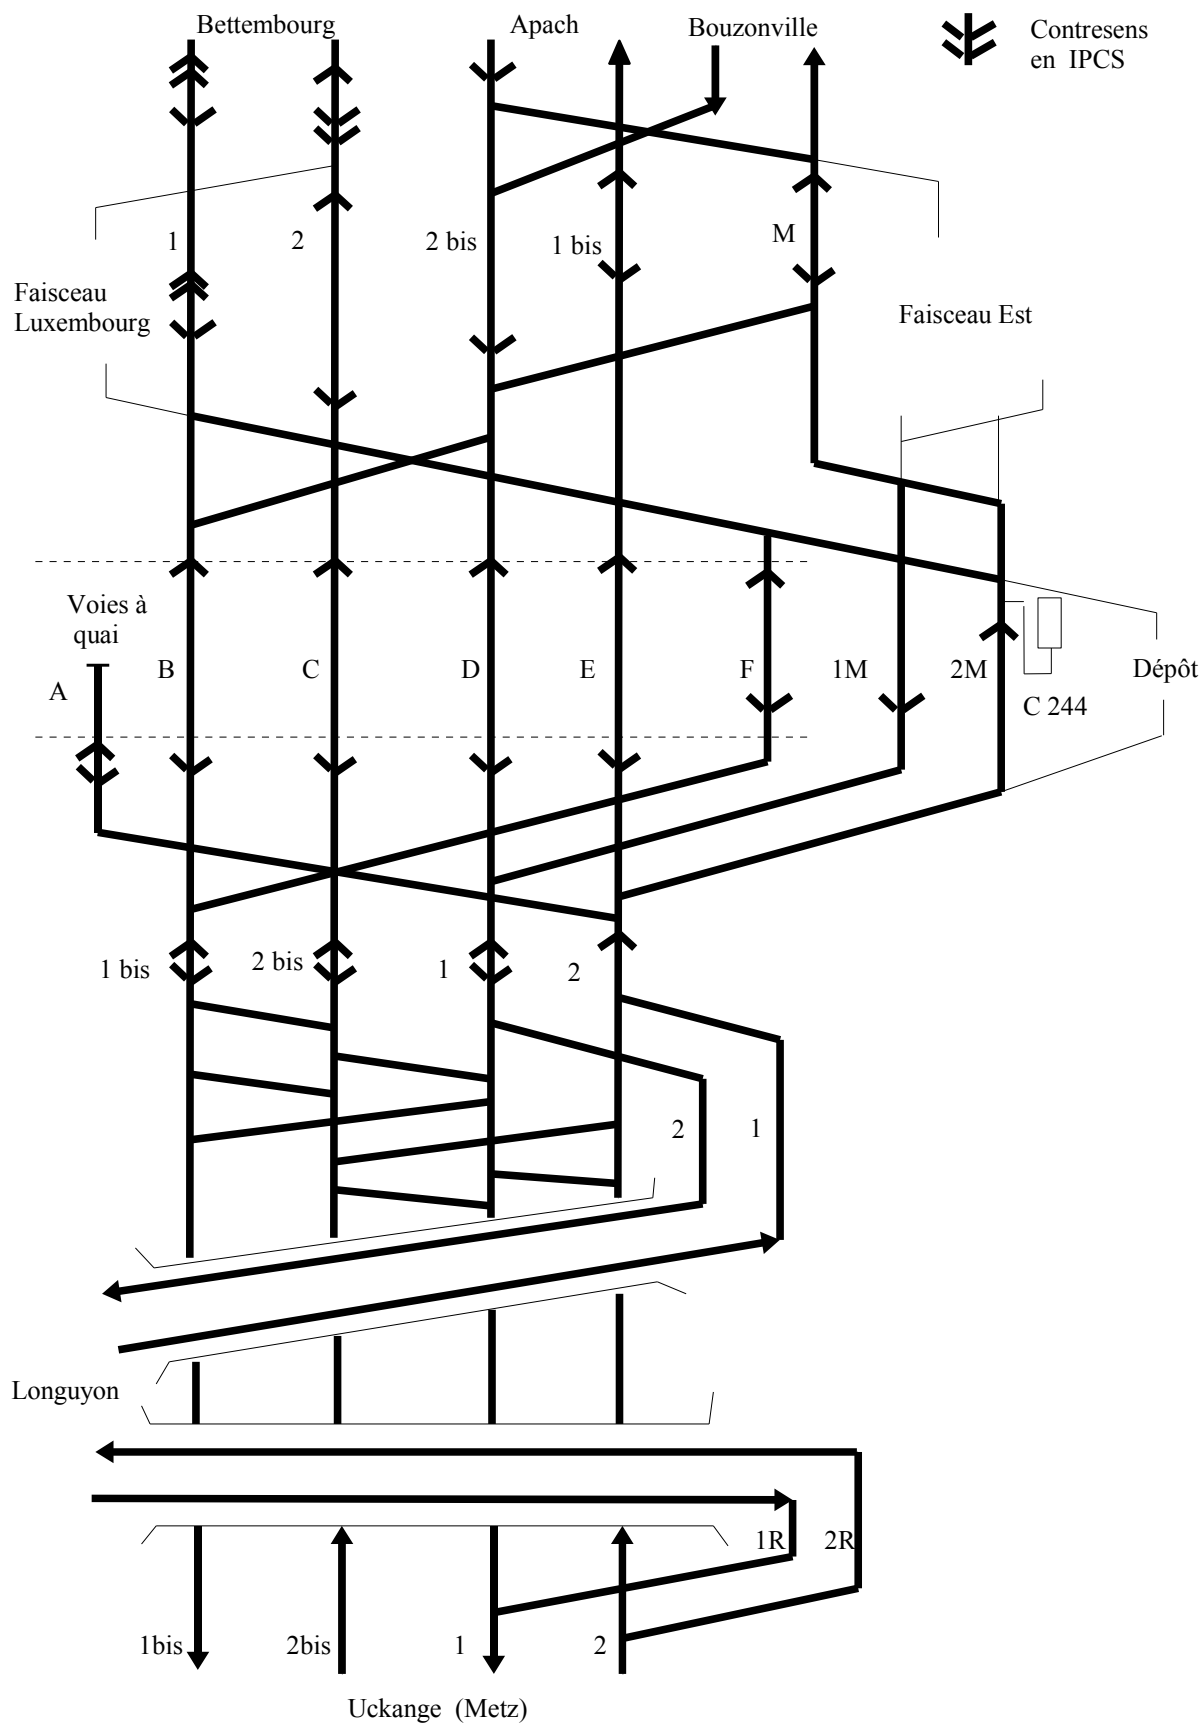 Bettembourg
Apach
Bouzonville
Contresens
en IPCS
1
2
2 bis
1 bis
M
Faisceau
Luxembourg
Faisceau Est
Voies à
quai
A
B
C
D
E
F
1M
2M
Dépôt
C 244
1 bis
2 bis
1
2
2
1
Longuyon
1R
2R
1bis
2bis
1
2
Uckange (Metz)